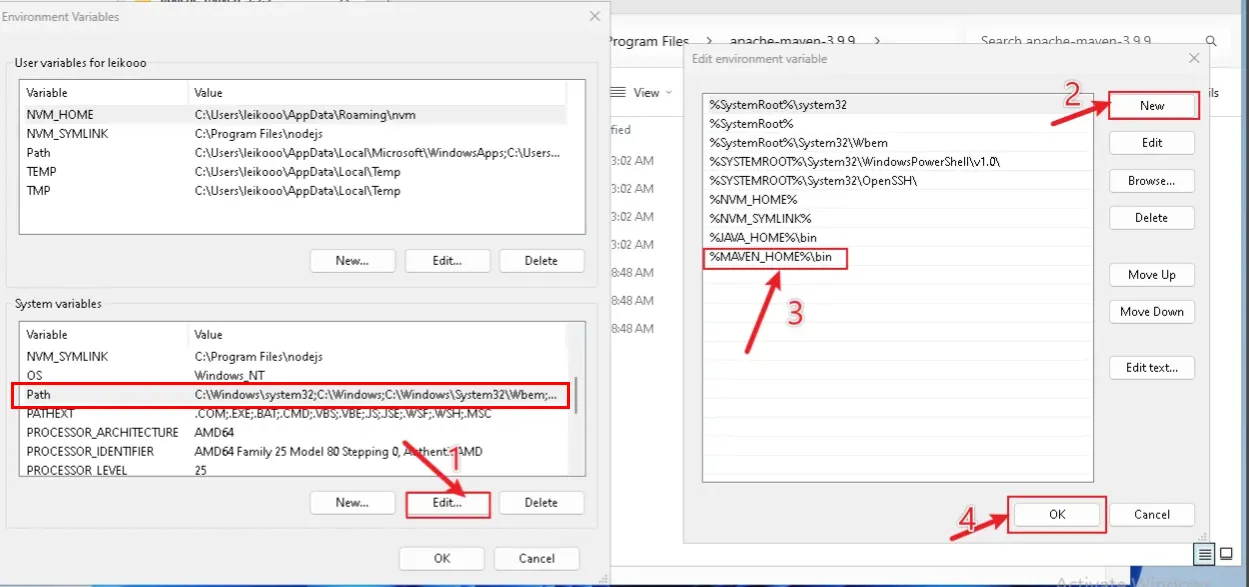 Environment Variables
User variables for leikooo
Variable Value
NVM_HOME C:\Users\leikooo\AppData\Roaming\nvm
NVM_SYMLINK C:\Program Files\nodejs
Path C:\Users\leikooo\AppData\Local\Microsoft\WindowsApps;C:\Users...
TEMP C:\Users\leikooo\AppData\Local\Temp
TMP C:\Users\leikooo\AppData\Local\Temp
New... Edit... Delete
System variables
Variable Value
NVM_SYMLINK C:\Program Files\nodejs
OS Windows_NT
Path C:\Windows\system32;C:\Windows;C:\Windows\System32\Wbem;...
PATHEXT .COM;.EXE;.BAT;.CMD;.VBS;.VBE;.JS;.JSE;.WSF;.WSH;.MSC
PROCESSOR_ARCHITECTURE AMD64
PROCESSOR_IDENTIFIER AMD64 Family 25 Model 80 Stepping 0, AMD
PROCESSOR_LEVEL 25
1
New... Edit... Delete
OK Cancel
Program Files > apache-maven-3.9.9 >
Search apache-maven-3.9.9
View
fied
3:02 AM
3:02 AM
3:02 AM
3:02 AM
8:48 AM
8:48 AM
8:48 AM
ils
Edit environment variable
%SystemRoot%\system32
%SystemRoot%
%SystemRoot%\System32\Wbem
%SYSTEMROOT%\System32\WindowsPowerShell\v1.0\
%SYSTEMROOT%\System32\OpenSSH\
%NVM_HOME%
%NVM_SYMLINK%
%JAVA_HOME%\bin
%MAVEN_HOME%\bin
2
3
4
New
Edit
Browse...
Delete
Move Up
Move Down
Edit text...
OK Cancel
Activate Windows